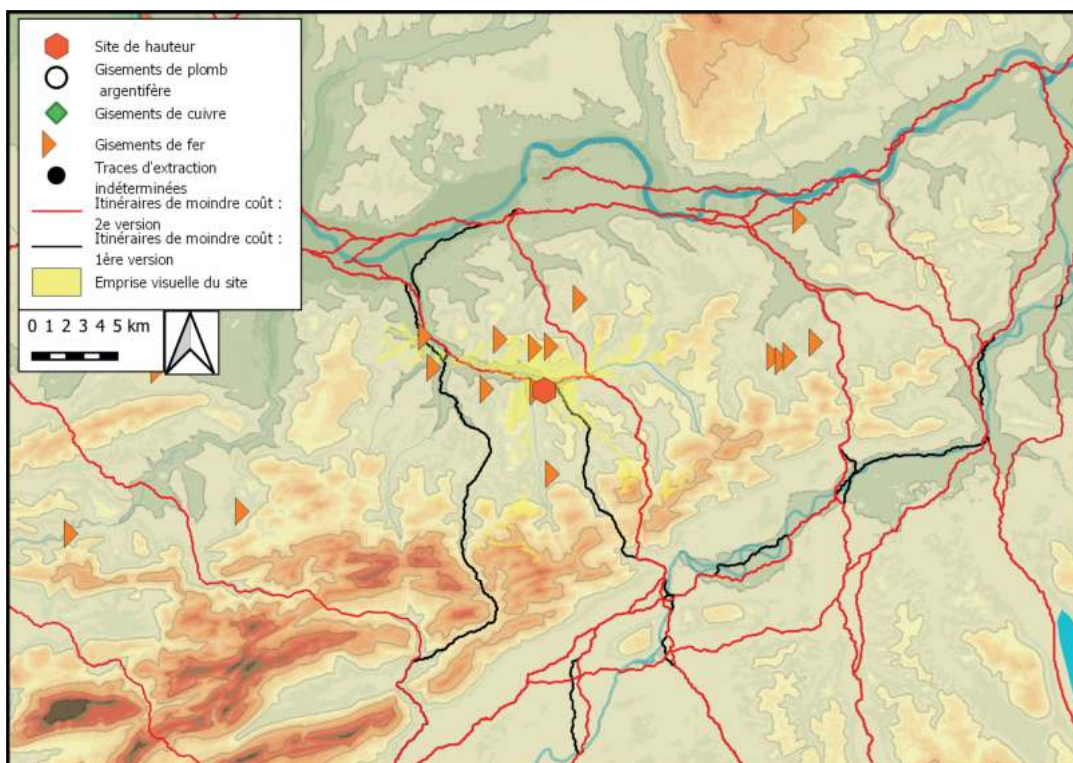 Site de hauteur
Gisements de plomb
argentifère
Gisements de cuivre
Gisements de fer
Traces d'extraction
indéterminées
Itinéraires de moindre coût :
2e version
Itinéraires de moindre coût :
1ère version
Emprise visuelle du site
0 1 2 3 4 5 km